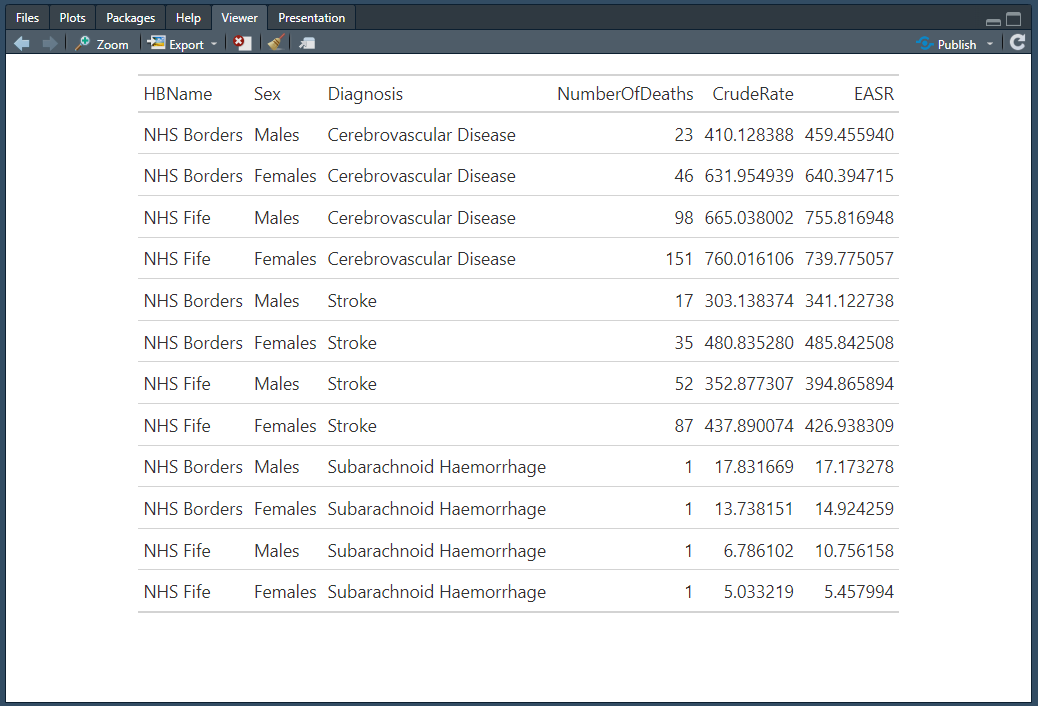 Files Plots Packages Help Viewer Presentation
Zoom Export Publish
HBName Sex Diagnosis NumberOfDeaths CrudeRate EASR
NHS Borders Males Cerebrovascular Disease 23 410.128388 459.455940
NHS Borders Females Cerebrovascular Disease 46 631.954939 640.394715
NHS Fife Males Cerebrovascular Disease 98 665.038002 755.816948
NHS Fife Females Cerebrovascular Disease 151 760.016106 739.775057
NHS Borders Males Stroke 17 303.138374 341.122738
NHS Borders Females Stroke 35 480.835280 485.842508
NHS Fife Males Stroke 52 352.877307 394.865894
NHS Fife Females Stroke 87 437.890074 426.938309
NHS Borders Males Subarachnoid Haemorrhage 1 17.831669 17.173278
NHS Borders Females Subarachnoid Haemorrhage 1 13.738151 14.924259
NHS Fife Males Subarachnoid Haemorrhage 1 6.786102 10.756158
NHS Fife Females Subarachnoid Haemorrhage 1 5.033219 5.457994